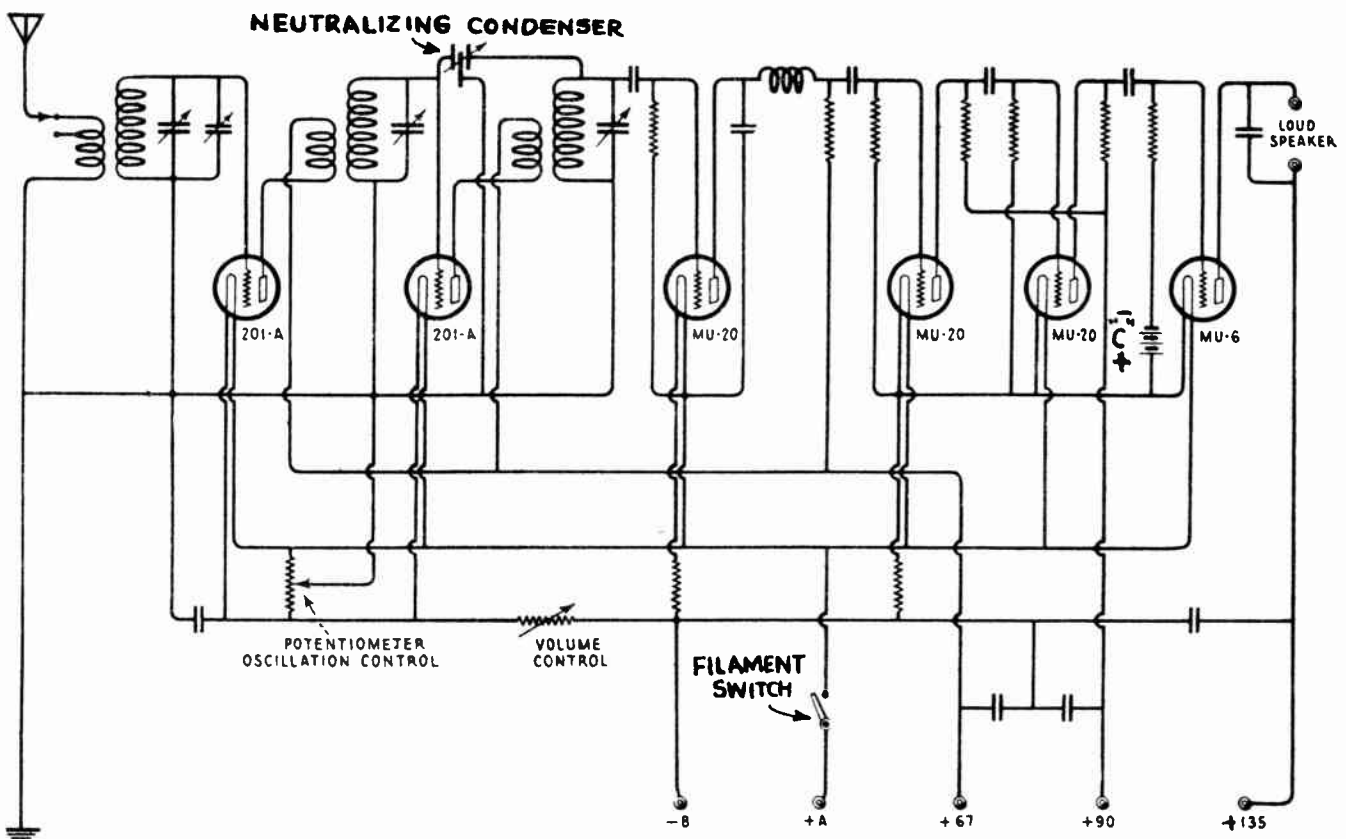 NEUTRALIZING CONDENSER
LOUD
SPEAKER
201-A
201-A
MU-20
MU-20
MU-20
MU-6
POTENTIOMETER
OSCILLATION CONTROL
VOLUME
CONTROL
FILAMENT
SWITCH
-B
+A
+67
+90
+135